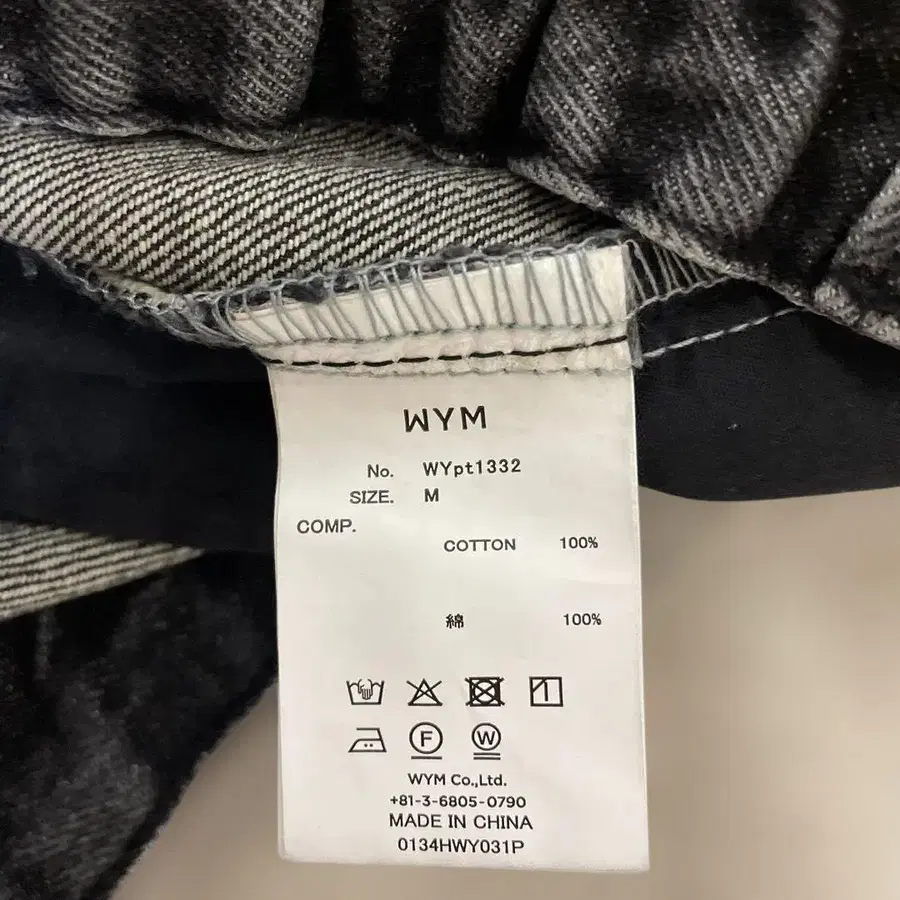 WYM
No. WYpt1332
SIZE. M
COMP.
COTTON 100%
綿 100%
F W
WYM Co.,Ltd.
+81-3-6805-0790
MADE IN CHINA
0134HWY031P